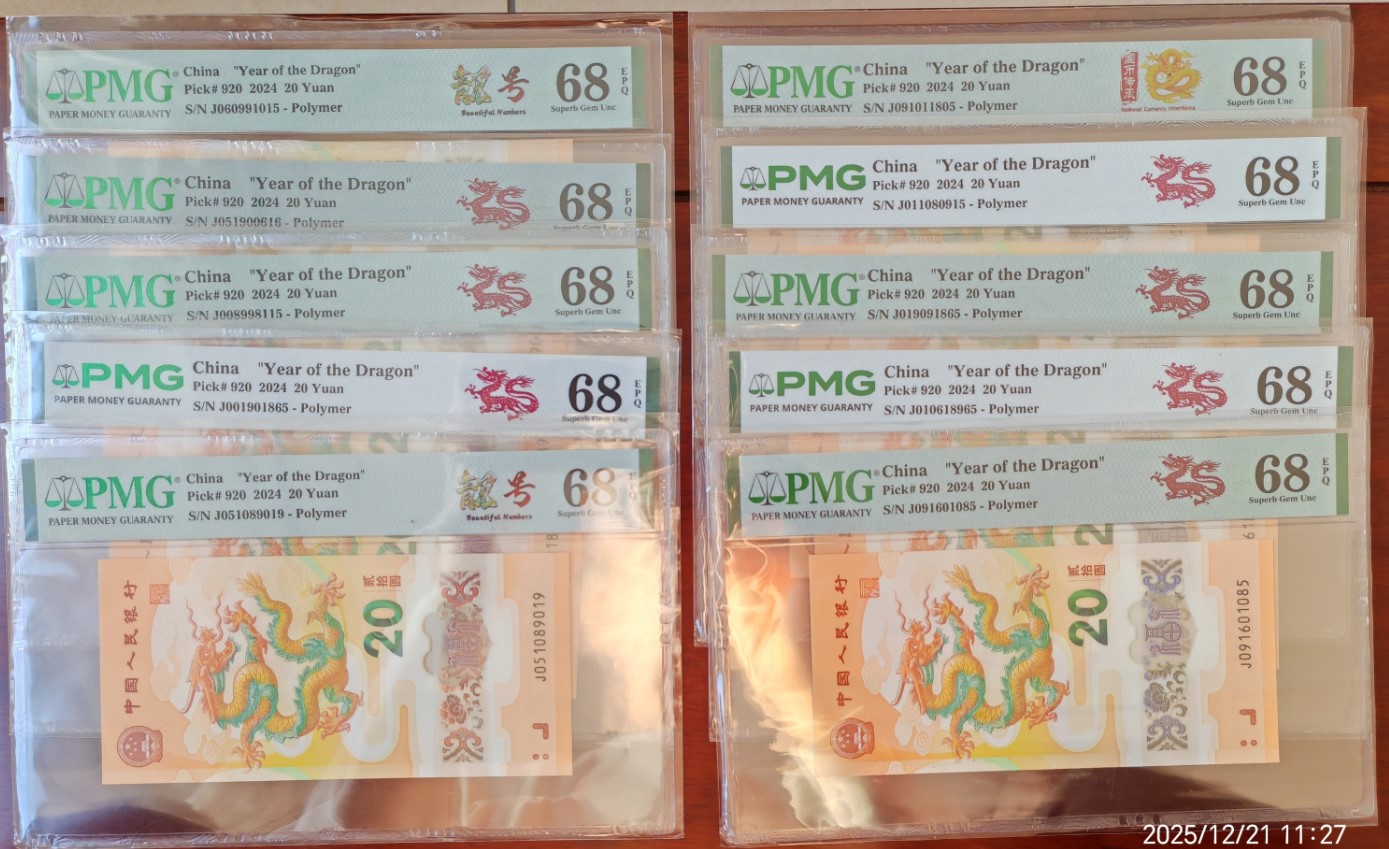 PMG®
PAPER MONEY GUARANTY
China "Year of the Dragon"
Pick# 920 2024 20 Yuan
S/N J060991015 - Polymer
靓号
Beautiful Numbers
68 EPQ
Superb Gem Unc
PMG®
PAPER MONEY GUARANTY
China "Year of the Dragon"
Pick# 920 2024 20 Yuan
S/N J051900616 - Polymer
68 EPQ
Superb Gem Unc
PMG®
PAPER MONEY GUARANTY
China "Year of the Dragon"
Pick# 920 2024 20 Yuan
S/N J008998115 - Polymer
68 EPQ
Superb Gem Unc
PMG
PAPER MONEY GUARANTY
China "Year of the Dragon"
Pick# 920 2024 20 Yuan
S/N J001901865 - Polymer
68 EPQ
Superb Gem Unc
PMG®
PAPER MONEY GUARANTY
China "Year of the Dragon"
Pick# 920 2024 20 Yuan
S/N J051089019 - Polymer
靓号
Beautiful Numbers
68 EPQ
Superb Gem Unc
中国人民银行
20
贰拾圆
J051089019
PMG®
PAPER MONEY GUARANTY
China "Year of the Dragon"
Pick# 920 2024 20 Yuan
S/N J091011805 - Polymer
National Currency Inheritance
68 EPQ
Superb Gem Unc
PMG
PAPER MONEY GUARANTY
China "Year of the Dragon"
Pick# 920 2024 20 Yuan
S/N J011080915 - Polymer
68 EPQ
Superb Gem Unc
PMG®
PAPER MONEY GUARANTY
China "Year of the Dragon"
Pick# 920 2024 20 Yuan
S/N J019091865 - Polymer
68 EPQ
Superb Gem Unc
PMG
PAPER MONEY GUARANTY
China "Year of the Dragon"
Pick# 920 2024 20 Yuan
S/N J010618965 - Polymer
68 EPQ
Superb Gem Unc
PMG®
PAPER MONEY GUARANTY
China "Year of the Dragon"
Pick# 920 2024 20 Yuan
S/N J091601085 - Polymer
68 EPQ
Superb Gem Unc
中国人民银行
20
贰拾圆
J091601085
2025/12/21 11:27